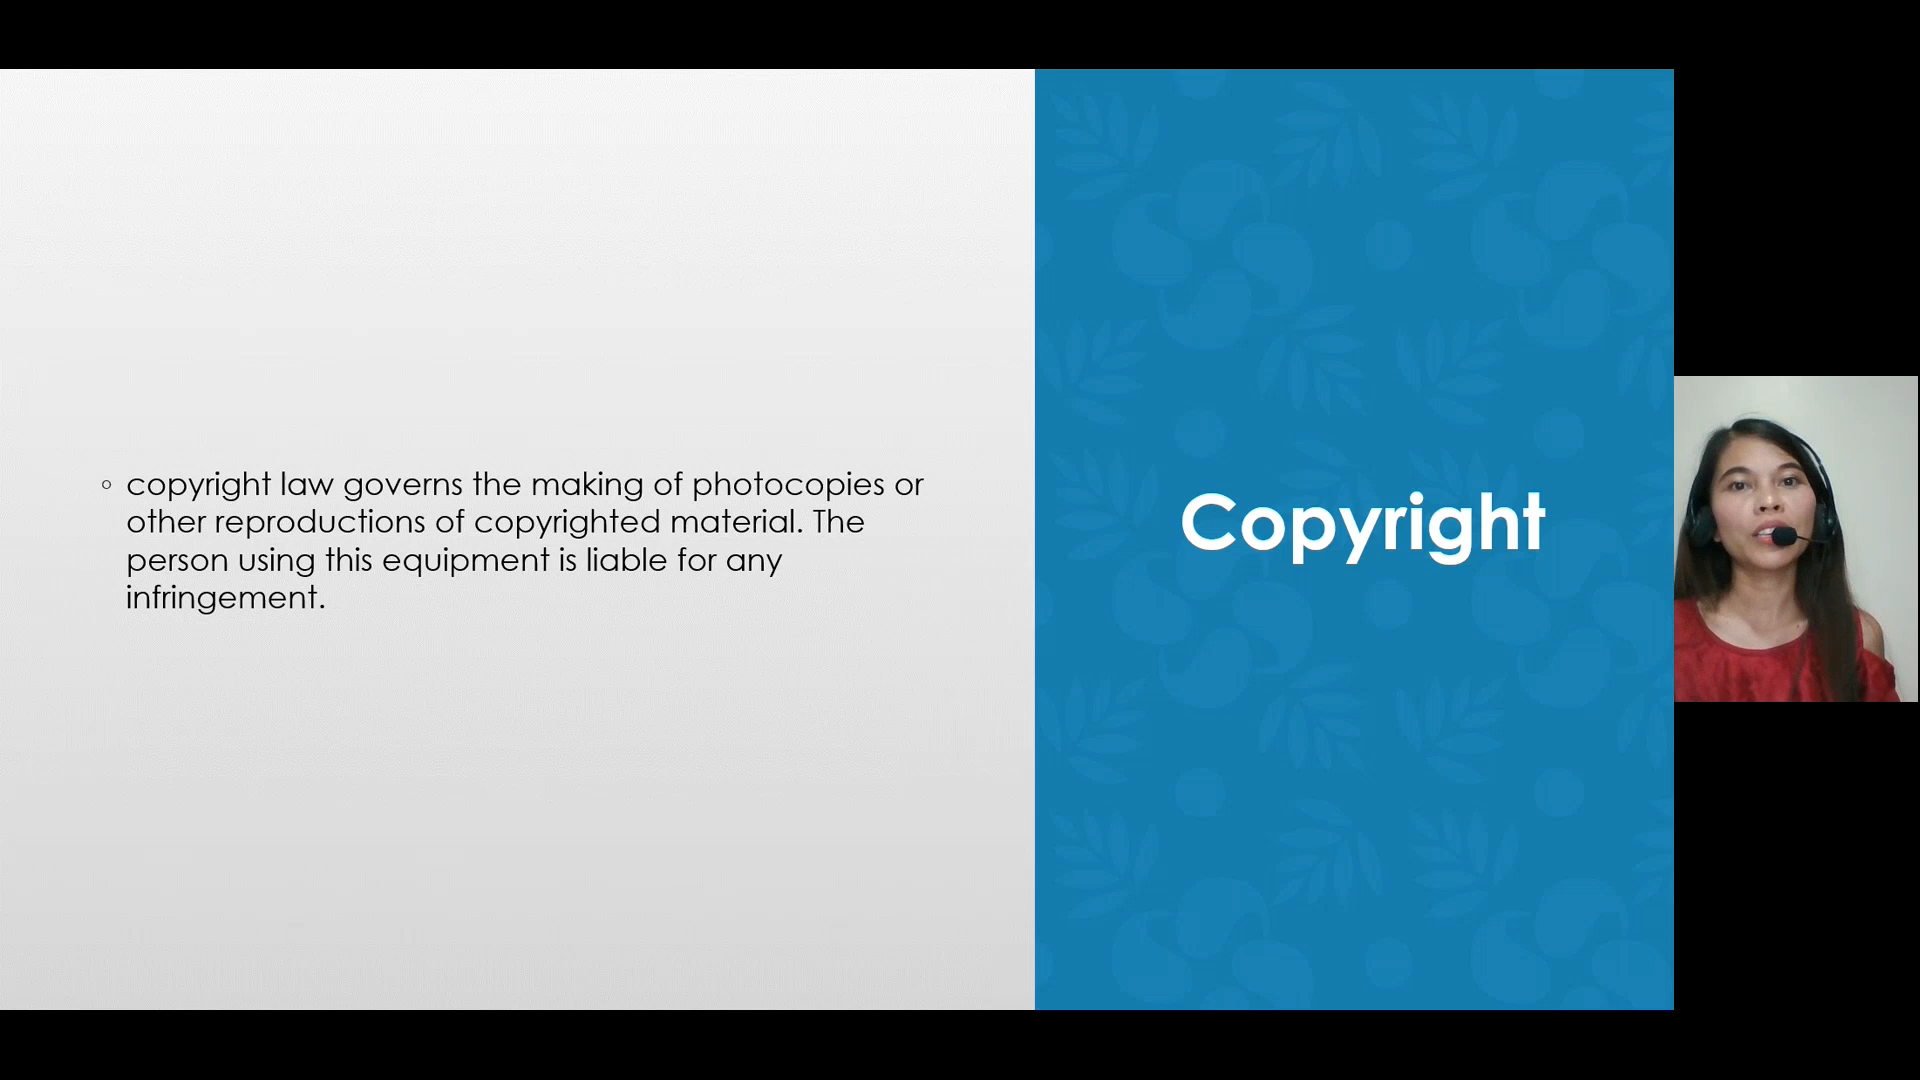 copyright law governs the making of photocopies or
other reproductions of copyrighted material. The
person using this equipment is liable for any
infringement.
Copyright